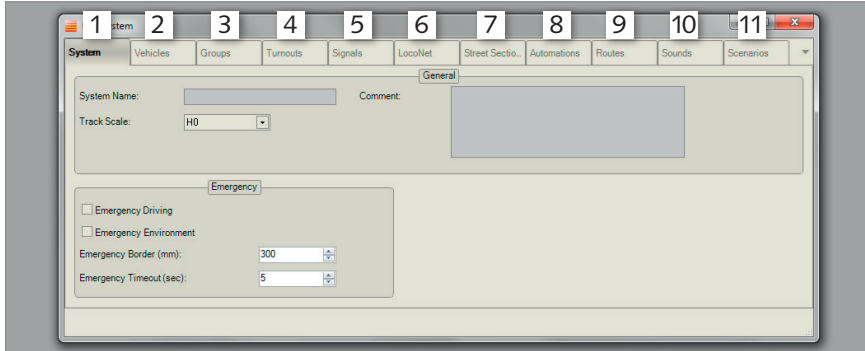 1 2 3 4 5 6 7 8 9 10 11
stem
System Vehicles Groups Turnouts Signals LocoNet Street Sectio... Automations Routes Sounds Scenarios
General
System Name: Comment:
Track Scale: H0
Emergency
Emergency Driving
Emergency Environment
Emergency Border (mm): 300
Emergency Timeout (sec): 5